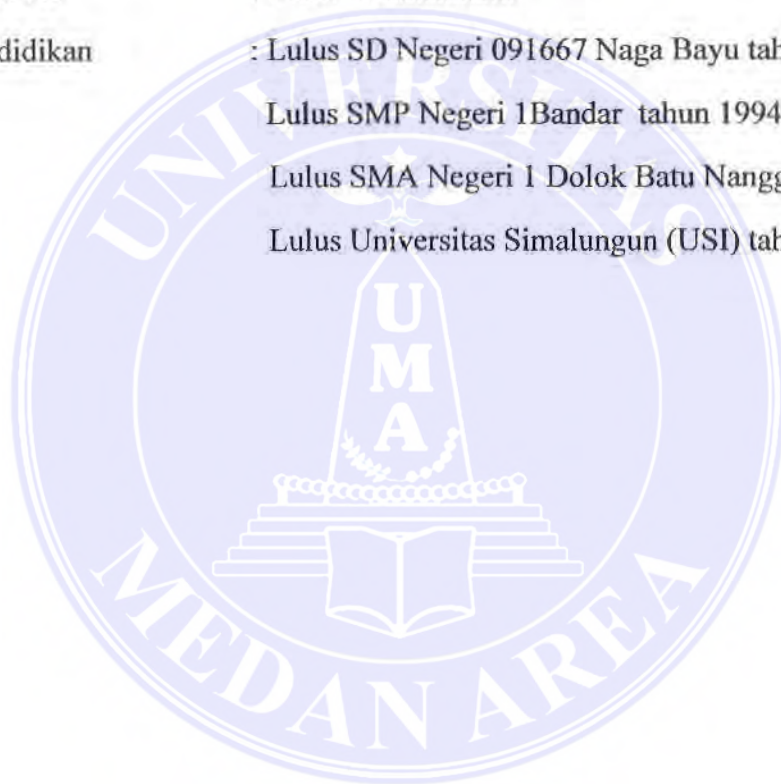 didikan : Lulus SD Negeri 091667 Naga Bayu tah
Lulus SMP Negeri 1Bandar tahun 1994
Lulus SMA Negeri 1 Dolok Batu Nangg
Lulus Universitas Simalungun (USI) tah
UNIVERSITAS
UMA
MEDAN AREA